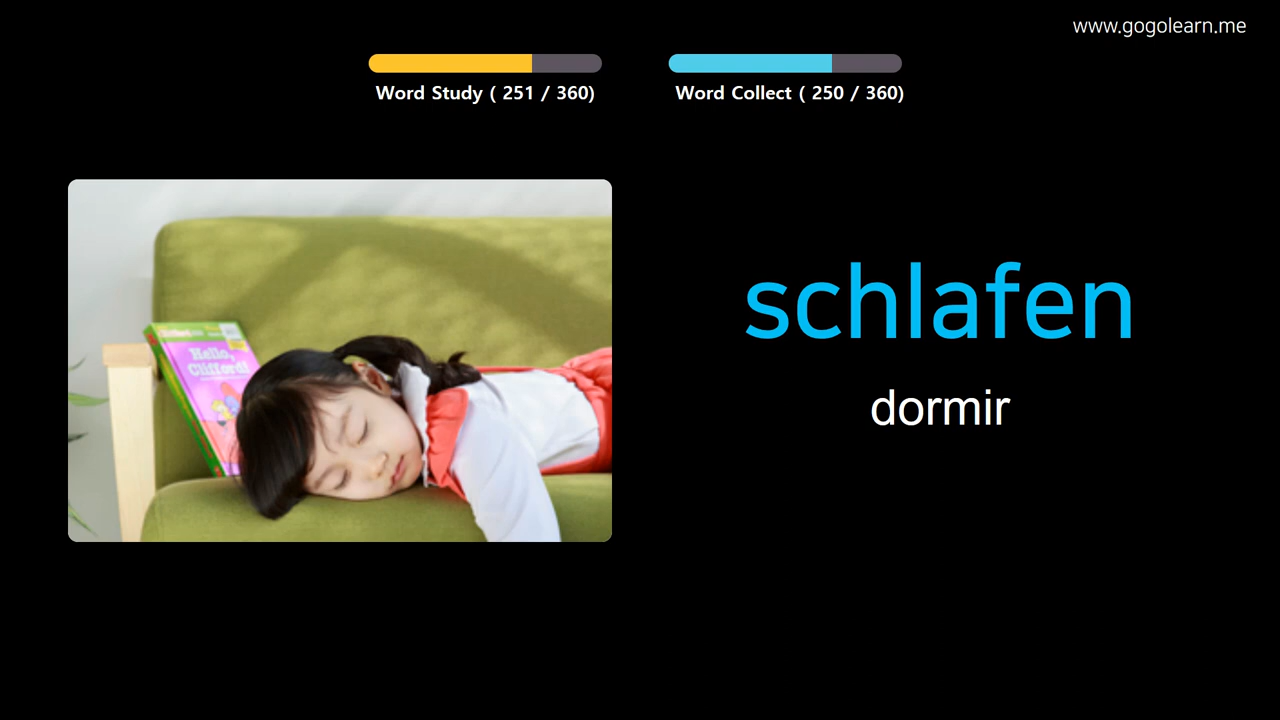 www.gogolearn.me
Word Study ( 251 / 360)
Word Collect ( 250 / 360)
Hello,
Clifford!
schlafen
dormir